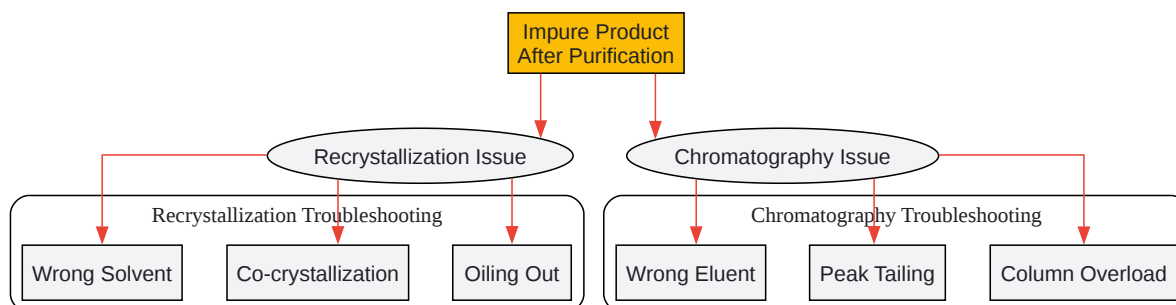 Impure Product
After Purification
Recrystallization Issue
Chromatography Issue
Recrystallization Troubleshooting
Chromatography Troubleshooting
Wrong Solvent
Co-crystallization
Oiling Out
Wrong Eluent
Peak Tailing
Column Overload